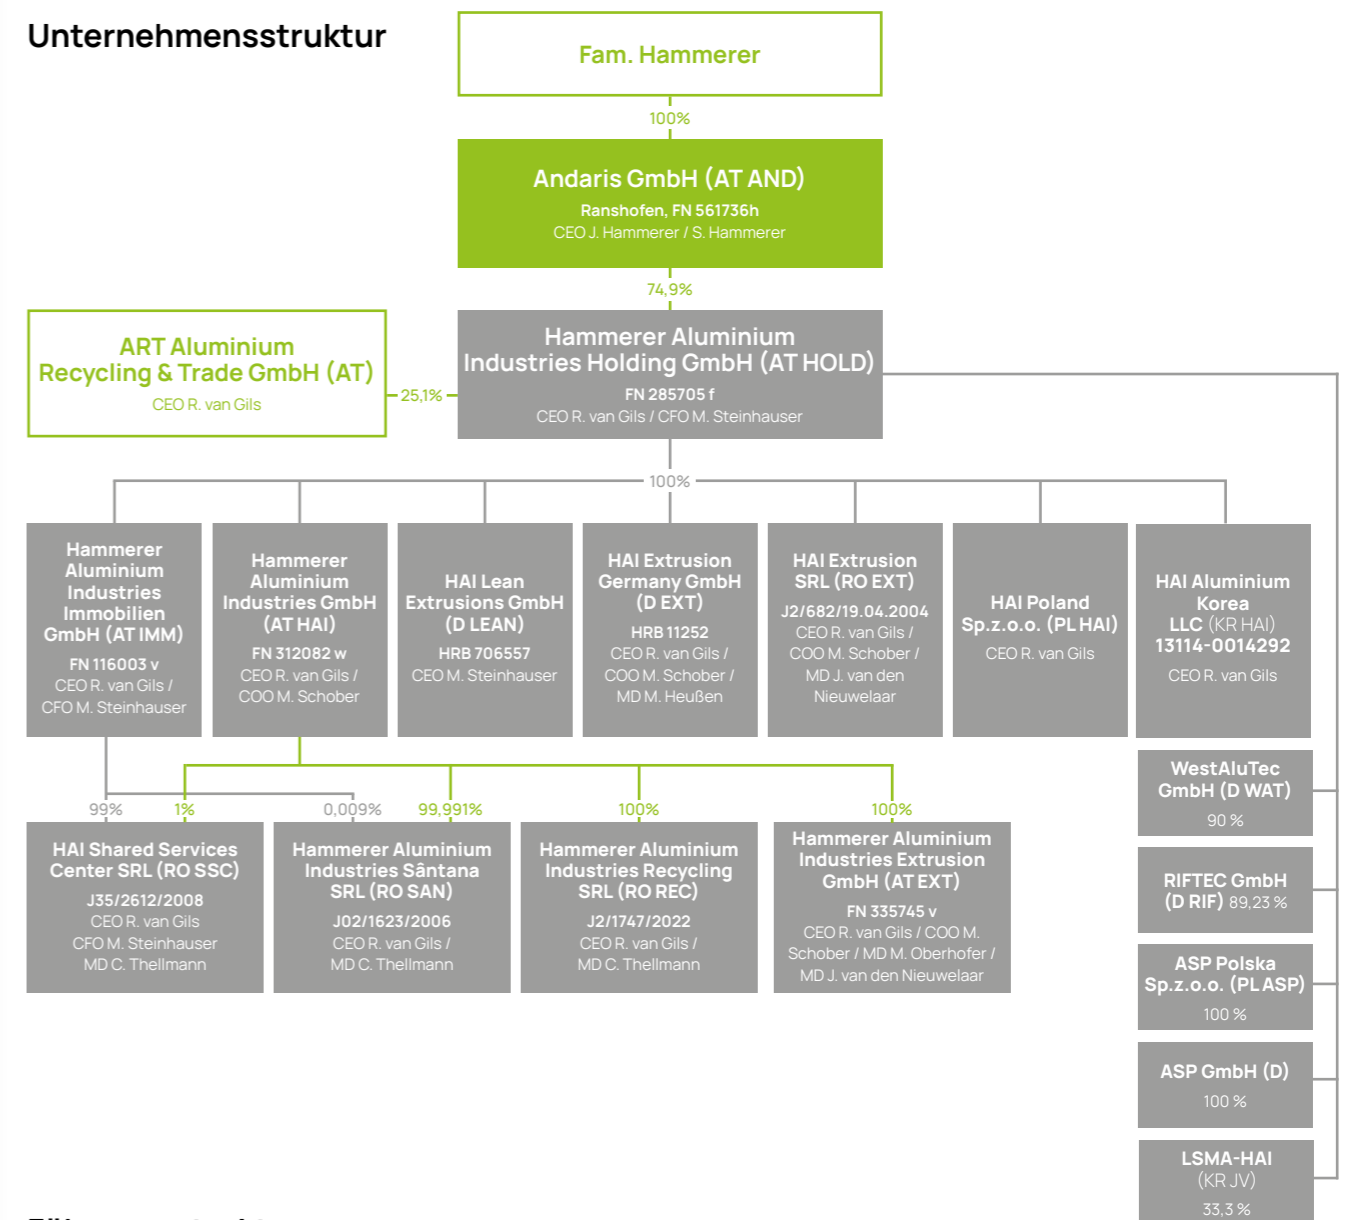 Unternehmensstruktur
Fam. Hammerer
100%
Andaris GmbH (AT AND)
Ranshofen, FN 561736h
CEO J. Hammerer / S. Hammerer
74,9%
ART Aluminium
Recycling & Trade GmbH (AT)
CEO R. van Gils
25,1%
Hammerer Aluminium
Industries Holding GmbH (AT HOLD)
FN 285705 f
CEO R. van Gils / CFO M. Steinhauser
100%
Hammerer
Aluminium
Industries
Immobilien
GmbH (AT IMM)
FN 116003 v
CEO R. van Gils /
CFO M. Steinhauser
Hammerer
Aluminium
Industries GmbH
(AT HAI)
FN 312082 w
CEO R. van Gils /
COO M. Schober
HAI Lean
Extrusions GmbH
(D LEAN)
HRB 706557
CEO M. Steinhauser
HAI Extrusion
Germany GmbH
(D EXT)
HRB 11252
CEO R. van Gils /
COO M. Schober /
MD M. Heußen
HAI Extrusion
SRL (RO EXT)
J2/682/19.04.2004
CEO R. van Gils /
COO M. Schober /
MD J. van den
Nieuwelaar
HAI Poland
Sp.z.o.o. (PL HAI)
CEO R. van Gils
HAI Aluminium
Korea
LLC (KR HAI)
13114-0014292
CEO R. van Gils
99%
1%
0,009%
99,991%
100%
100%
HAI Shared Services
Center SRL (RO SSC)
J35/2612/2008
CEO R. van Gils
CFO M. Steinhauser
MD C. Thellmann
Hammerer Aluminium
Industries Sântana
SRL (RO SAN)
J02/1623/2006
CEO R. van Gils /
MD C. Thellmann
Hammerer Aluminium
Industries Recycling
SRL (RO REC)
J2/1747/2022
CEO R. van Gils /
MD C. Thellmann
Hammerer Aluminium
Industries Extrusion
GmbH (AT EXT)
FN 335745 v
CEO R. van Gils / COO M.
Schober / MD M. Oberhofer /
MD J. van den Nieuwelaar
WestAluTec
GmbH (D WAT)
90 %
RIFTEC GmbH
(D RIF) 89,23 %
ASP Polska
Sp.z.o.o. (PL ASP)
100 %
ASP GmbH (D)
100 %
LSMA-HAI
(KR JV)
33,3 %